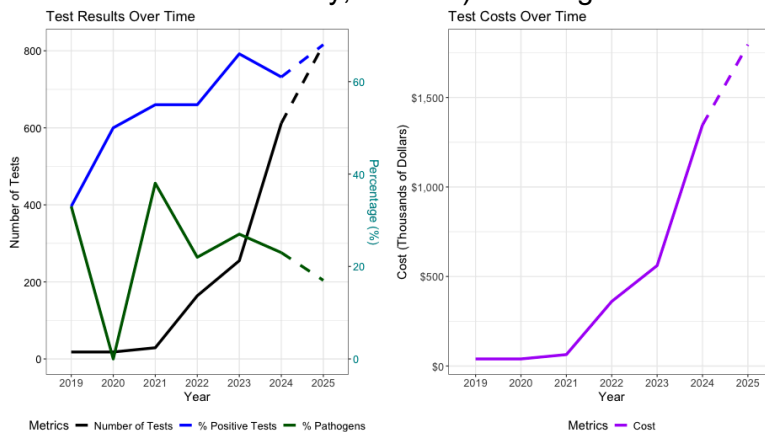 Test Results Over Time
800
600
400
200
0
60
40
20
0
Number of Tests
Percentage (%)
2019 2020 2021 2022 2023 2024 2025
Year
Metrics Number of Tests % Positive Tests % Pathogens
Test Costs Over Time
$1,500
$1,000
$500
$0
Cost (Thousands of Dollars)
2019 2020 2021 2022 2023 2024 2025
Year
Metrics Cost